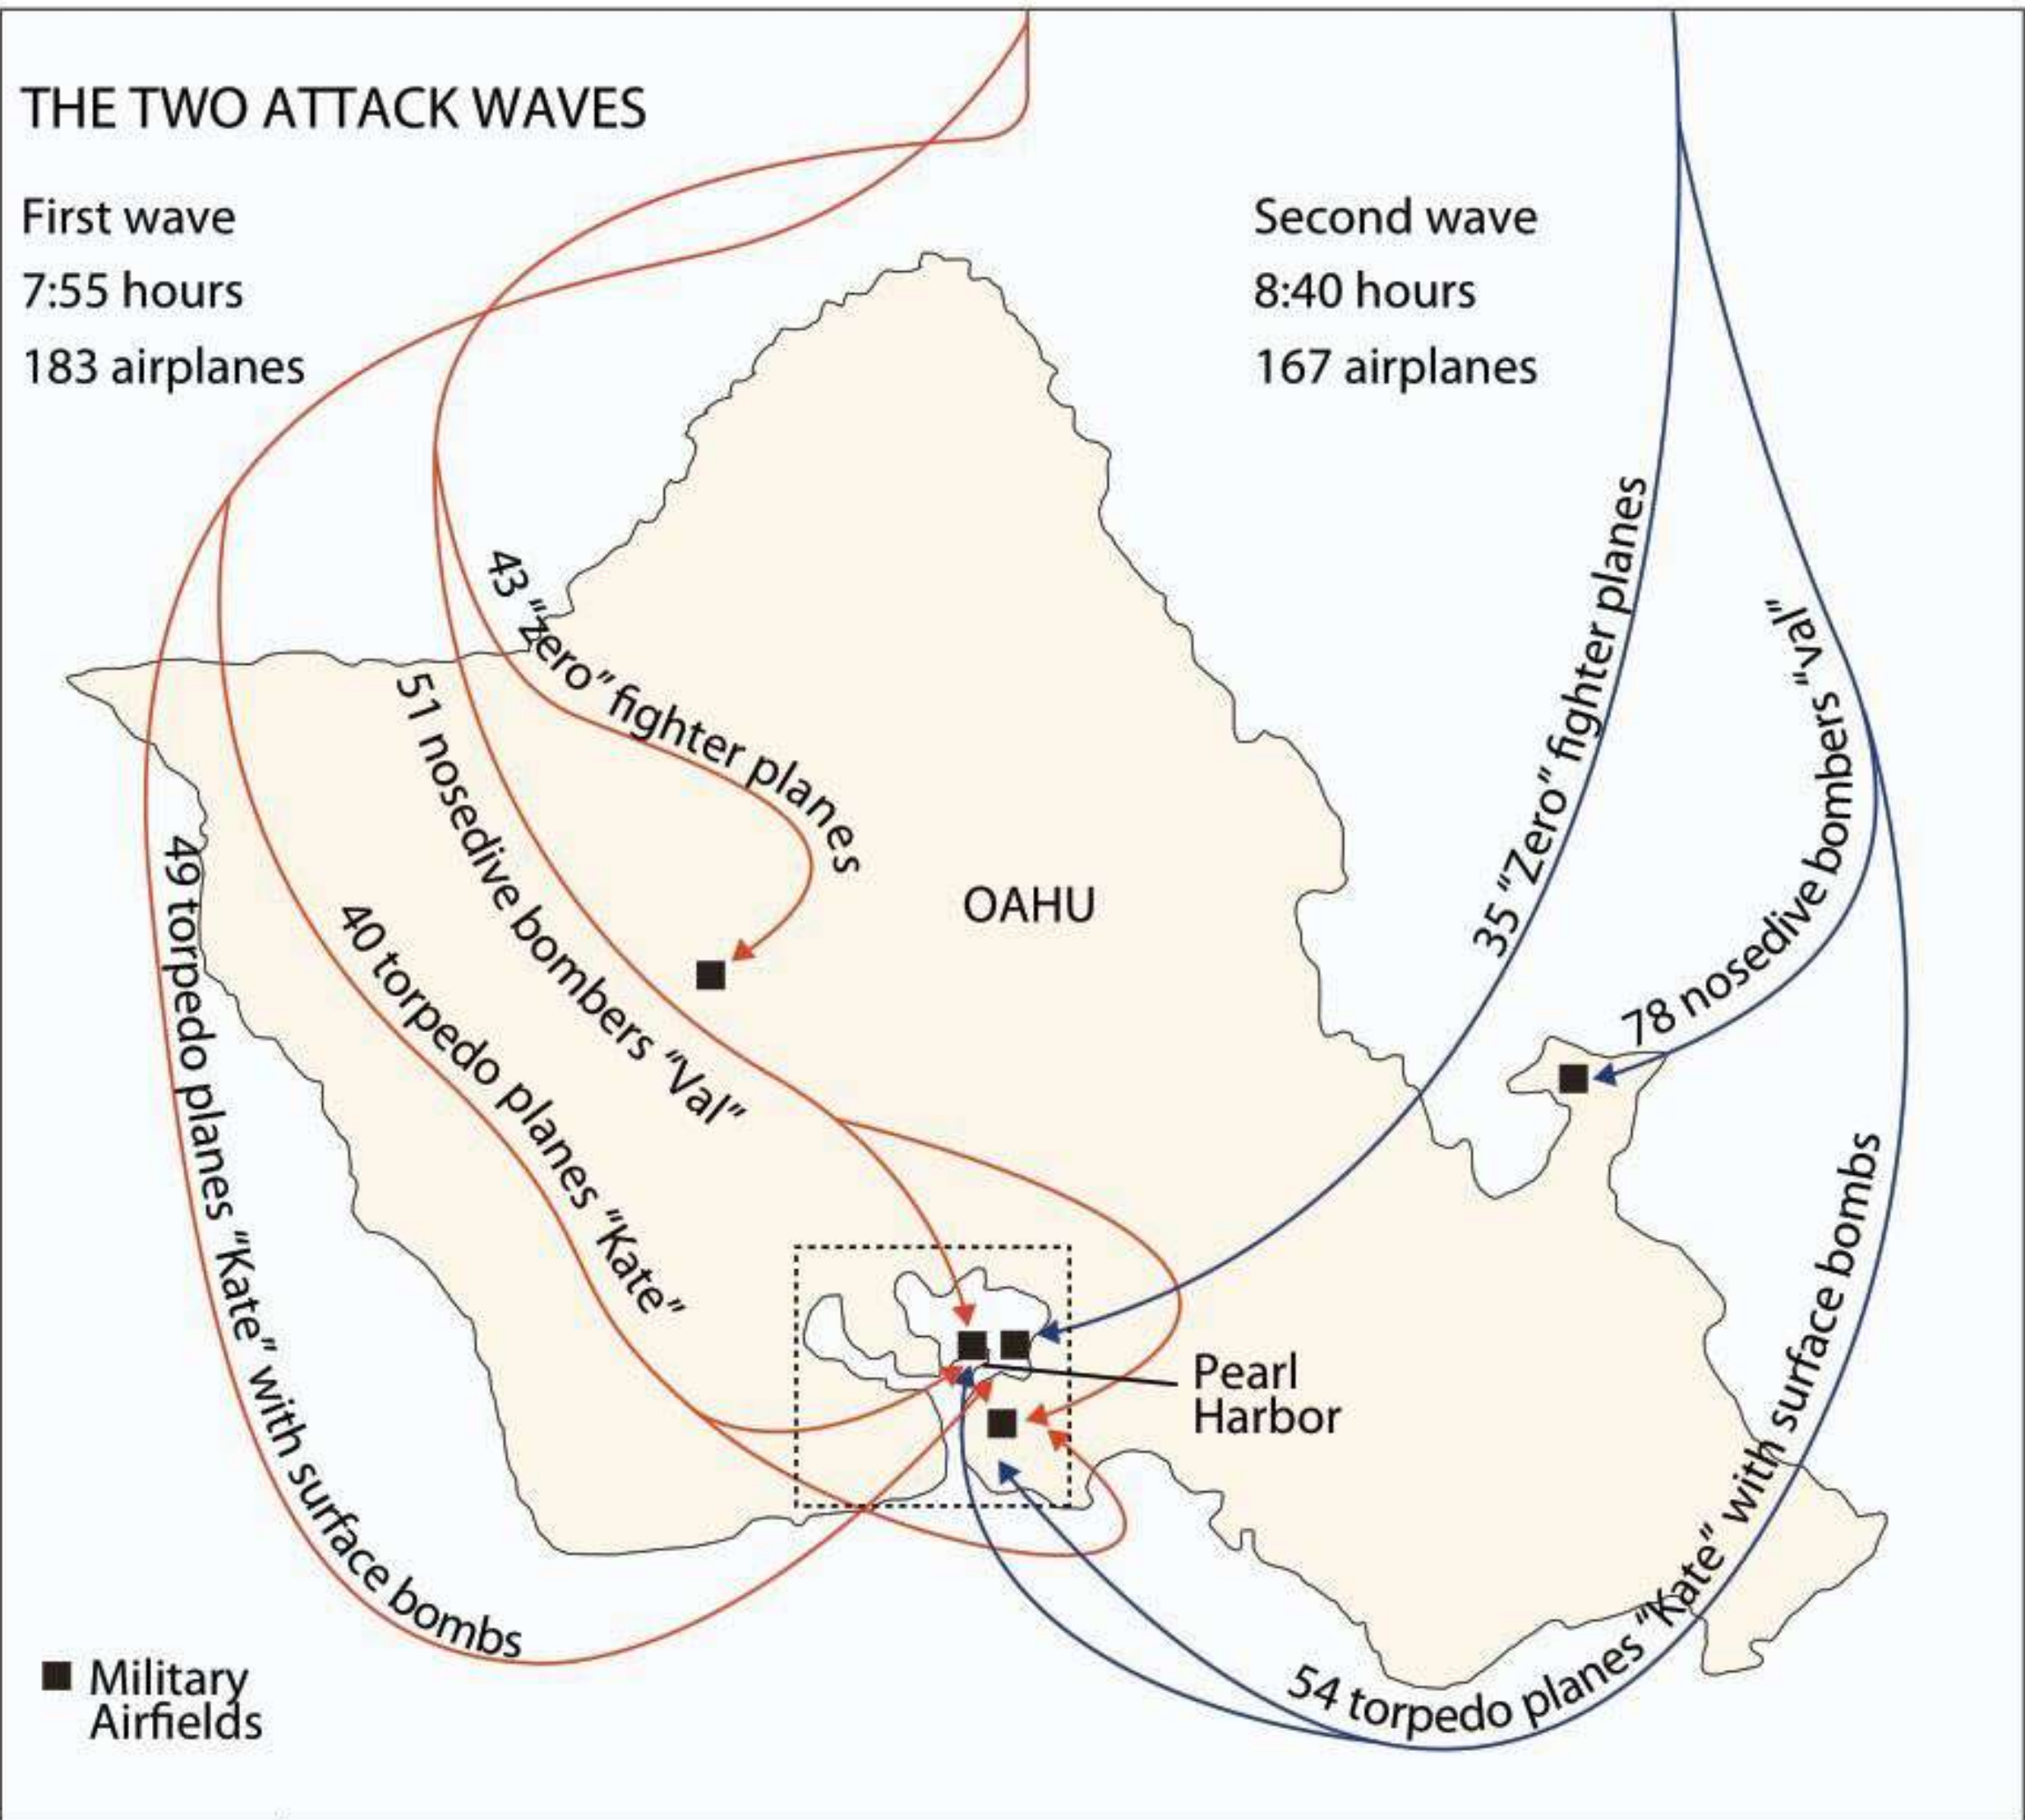 THE TWO ATTACK WAVES
First wave
7:55 hours
183 airplanes
Second wave
8:40 hours
167 airplanes
43 “zero” fighter planes
51 nosedive bombers “Val”
40 torpedo planes “Kate”
49 torpedo planes “Kate” with surface bombs
OAHU
35 “Zero” fighter planes
78 nosedive bombers “val”
54 torpedo planes “Kate” with surface bombs
Pearl
Harbor
Military
Airfields